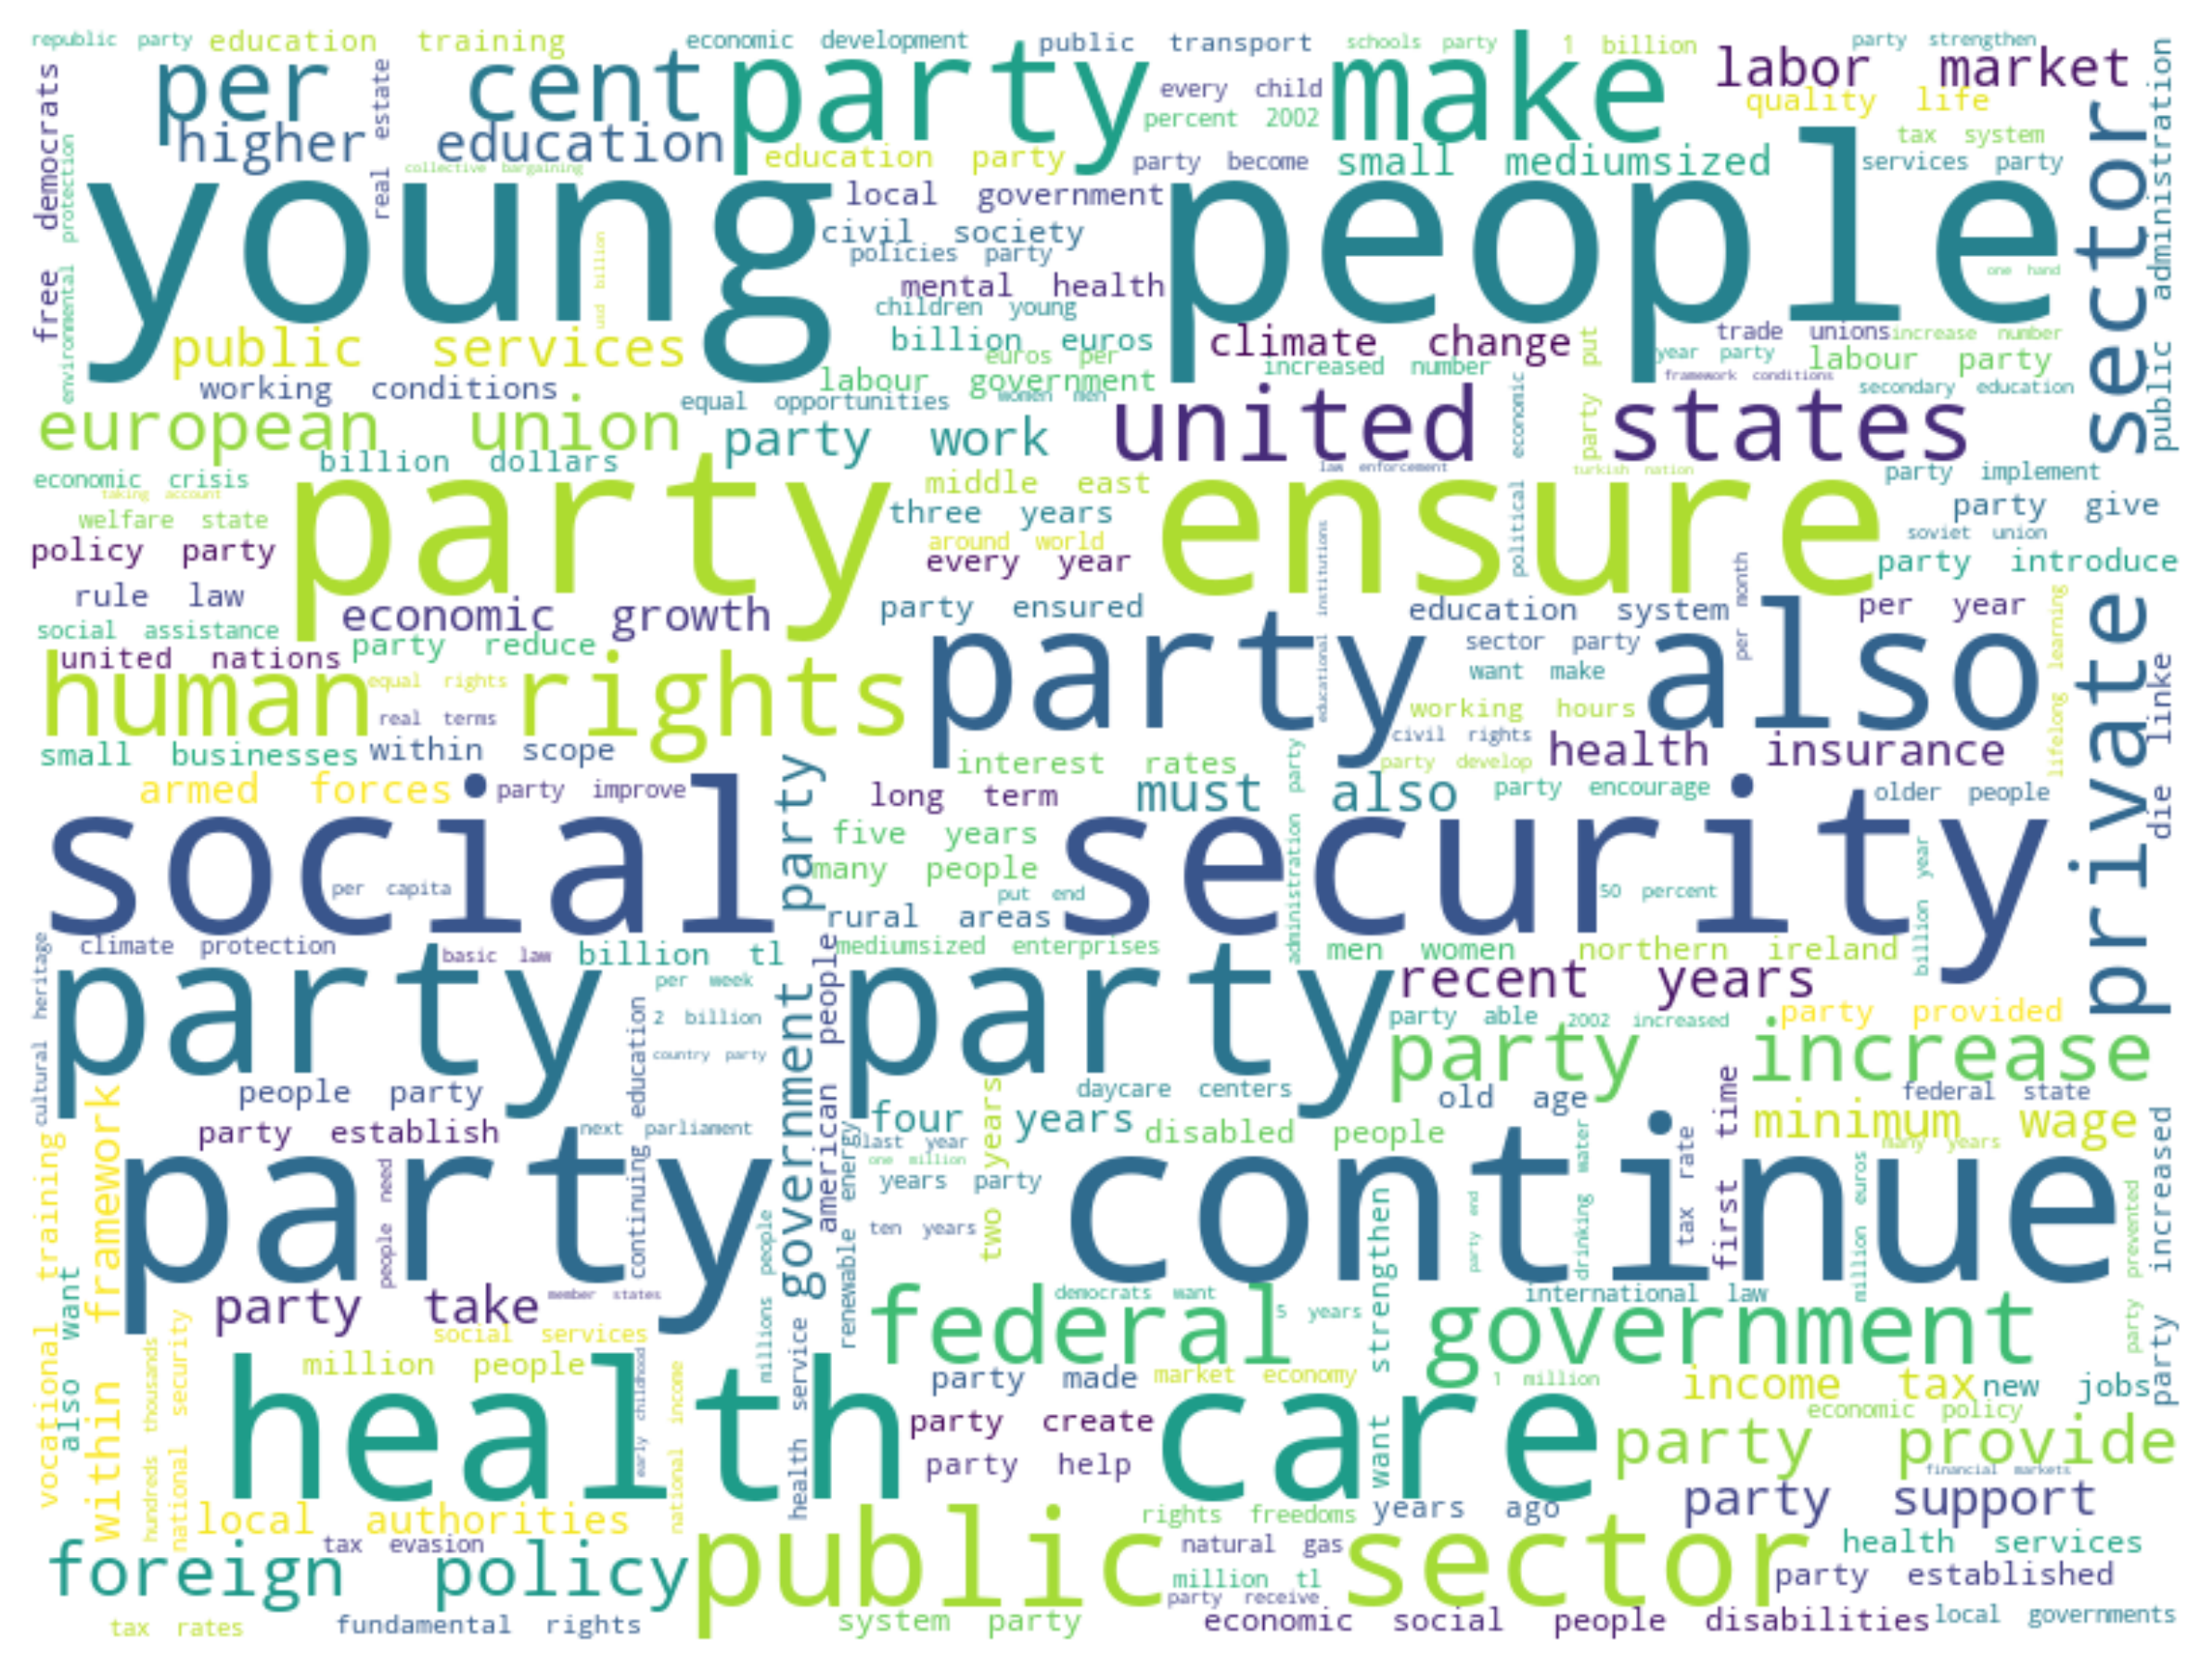 republic party
education training
economic development
public transport
schools party
1 billion
party strengthen
per cent
party make
labor market
every child
quality life
percent 2002
tax system
higher education
education party
party become
small mediumsized
services party
free democrats
environmental protection
real estate
collective bargaining
young people
local government
civil society
policies party
mental health
children young
one hand
usd billion
private sector
public administration
public services
billion euros
climate change
trade unions
increase number
euros per
increased number
year party
labour party
party put
working conditions
labour government
framework conditions
secondary education
women men
equal opportunities
european union
party work
united states
political economic
billion dollars
law enforcement
turkish nation
party implement
economic crisis
taking account
party ensure
middle east
three years
party give
welfare state
soviet union
around world
policy party
every year
party introduce
rule law
economic growth
party ensured
educational institutions
education system
per month
per year
lifelong learning
social assistance
party reduce
party also
sector party
united nations
want make
human rights
equal rights
real terms
working hours
civil rights
die linke
small businesses
within scope
interest rates
party develop
health insurance
armed forces
party improve
long term
must also
party encourage
older people
social security
government party
five years
many people
administration party
per capita
put end
50 percent
billion year
rural areas
climate protection
basic law
billion tl
american people
mediumsized enterprises
men women
northern ireland
cultural heritage
party party
per week
recent years
2 billion
party able
2002 increased
party provided
country party
continuing education
party increase
people party
daycare centers
old age
federal state
within framework
four years
two years
first time
minimum wage
party establish
next parliament
last year
disabled people
many years
vocational training
one million
renewable energy
party continue
people need
years party
tax rate
drinking water
million euros
party prevented
party increased
ten years
party end
millions people
party take
member states
federal government
democrats want
5 years
international law
want strengthen
also want
hundreds thousands
national security
social services
million people
early childhood
national income
health service
health care
party made
market economy
1 million
income tax
new jobs
party create
economic policy
party provide
party help
financial markets
local authorities
public sector
rights freedoms
years ago
party support
tax evasion
natural gas
health services
foreign policy
million tl
party established
party receive
tax rates
fundamental rights
system party
economic social
people disabilities
local governments